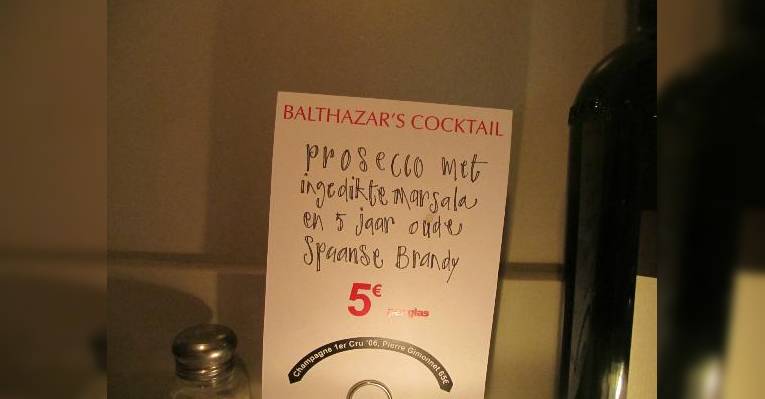 BALTHAZAR'S COCKTAIL
prosecco met
ingedikte marsala
en 5 jaar oude
Spaanse Brandy
5€ per glas
Champagne 1er Cru '06, Pierre Gimonnet 65€